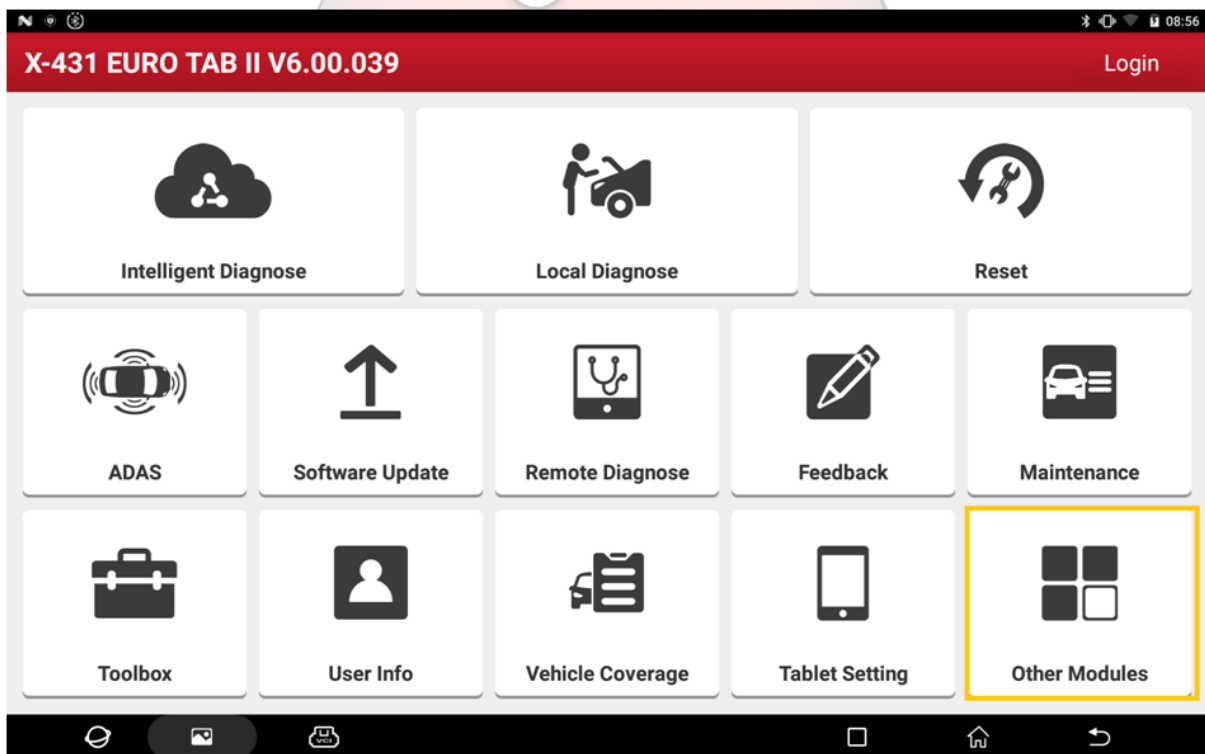 08:56
X-431 EURO TAB II V6.00.039
Login
Intelligent Diagnose
Local Diagnose
Reset
ADAS
Software Update
Remote Diagnose
Feedback
Maintenance
Toolbox
User Info
Vehicle Coverage
Tablet Setting
Other Modules
VCI